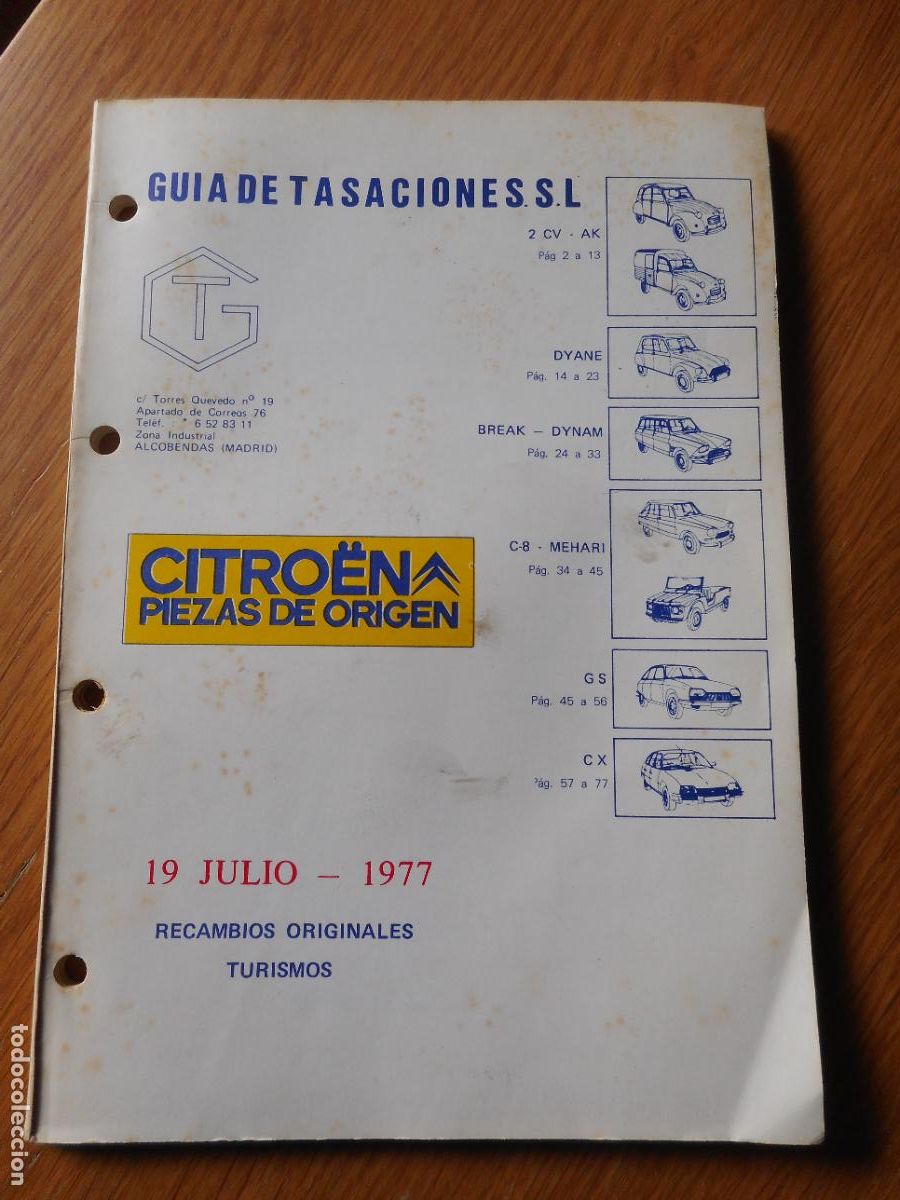 GUIA DE TASACIONES.S.L
2 CV - AK
Pág 2 a 13
GT
c/ Torres Quevedo nº 19
Apartado de Correos 76
Teléf. : * 6 52 83 11
Zona Industrial
ALCOBENDAS (MADRID)
DYANE
Pág. 14 a 23
BREAK — DYNAM
Pág. 24 a 33
CITROËN
PIEZAS DE ORIGEN
C-8 - MEHARI
Pág. 34 a 45
G S
Pág. 45 a 56
C X
Pág. 57 a 77
19 JULIO — 1977
RECAMBIOS ORIGINALES
TURISMOS
todocoleccion